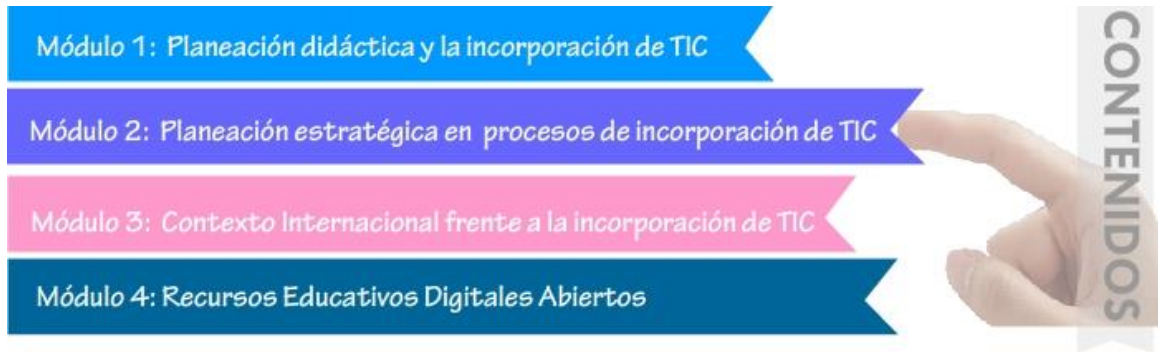 Módulo 1: Planeación didáctica y la incorporación de TIC
Módulo 2: Planeación estratégica en procesos de incorporación de TIC
Módulo 3: Contexto Internacional frente a la incorporación de TIC
Módulo 4: Recursos Educativos Digitales Abiertos
CONTENIDOS